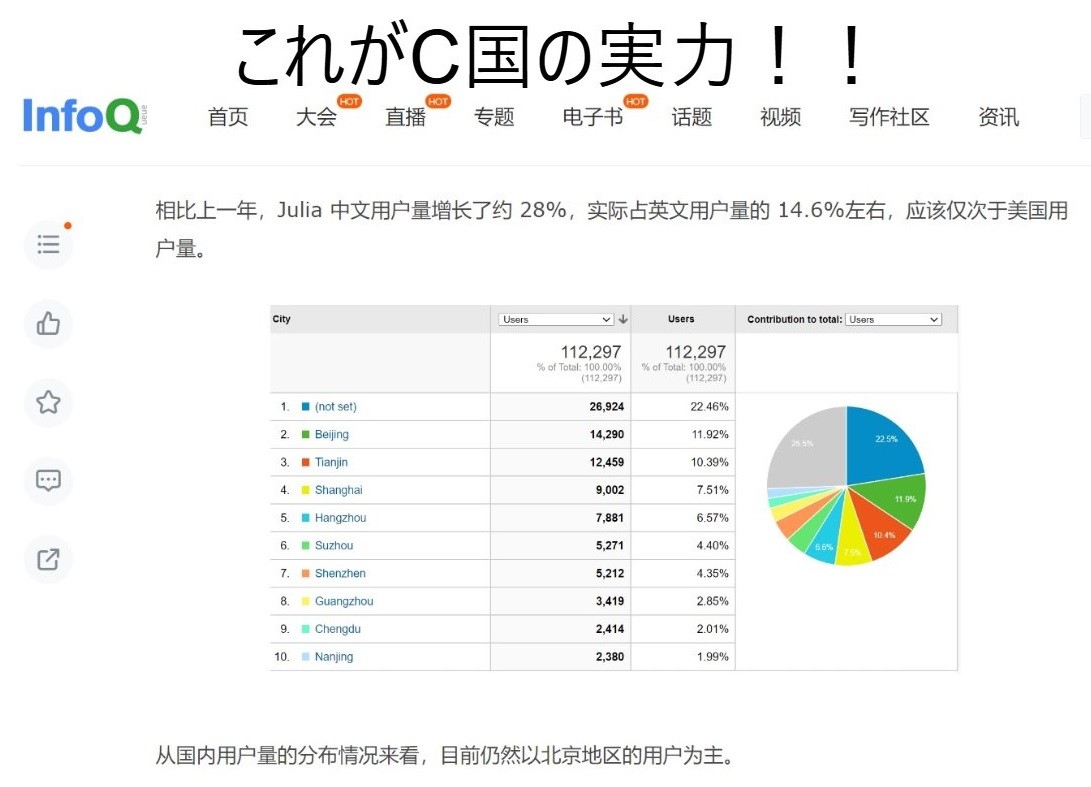 これがC国の実力！！
InfoQ
首页 大会 HOT 直播 HOT 专题 电子书 HOT 话题 视频 写作社区 资讯
相比上一年，Julia 中文用户量增长了约 28%，实际占英文用户量的 14.6%左右，应该仅次于美国用
户量。
City Users Users Contribution to total: Users
112,297 112,297
% of Total: 100.00% % of Total: 100.00%
(112,297) (112,297)
1. (not set) 26,924 22.46%
2. Beijing 14,290 11.92%
3. Tianjin 12,459 10.39%
4. Shanghai 9,002 7.51%
5. Hangzhou 7,881 6.57%
6. Suzhou 5,271 4.40%
7. Shenzhen 5,212 4.35%
8. Guangzhou 3,419 2.85%
9. Chengdu 2,414 2.01%
10. Nanjing 2,380 1.99%
22.5%
11.9%
10.4%
7.5%
6.6%
25.5%
从国内用户量的分布情况来看，目前仍然以北京地区的用户为主。